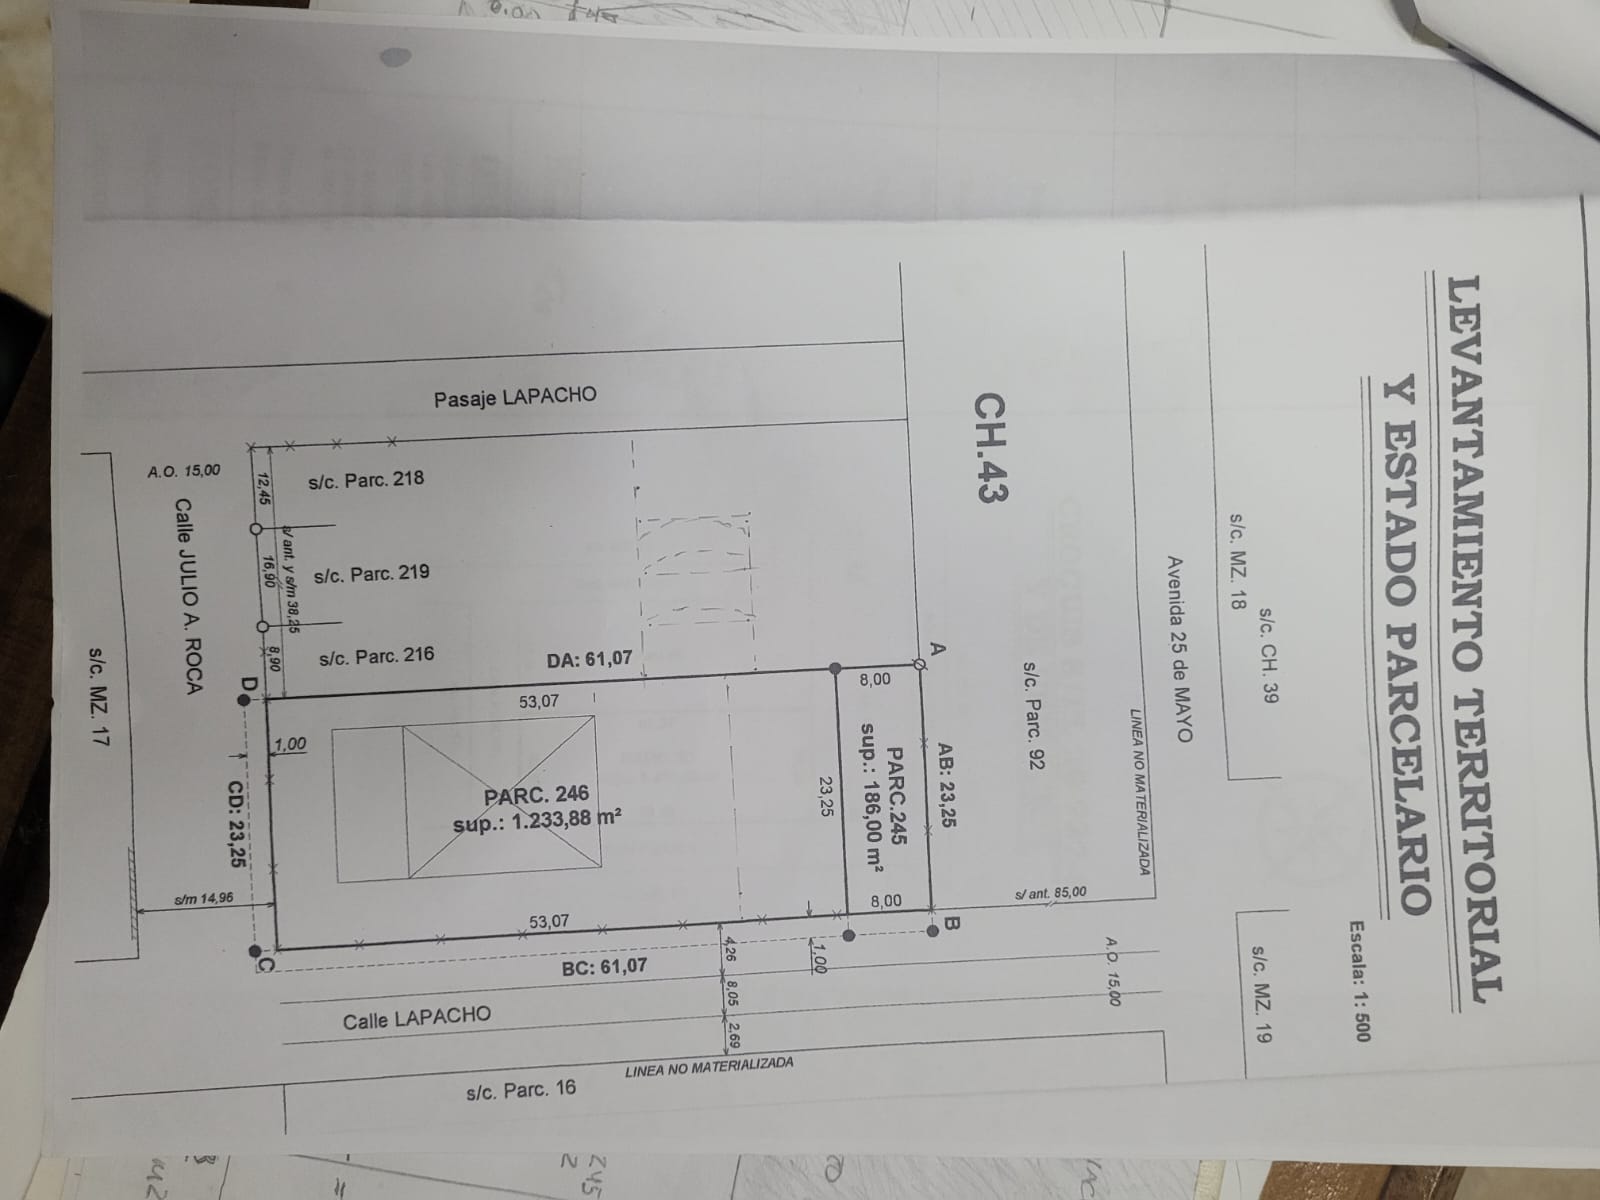 LEVANTAMIENTO TERRITORIAL
Y ESTADO PARCELARIO
Escala: 1: 500
s/c. CH. 39
s/c. MZ. 18
s/c. MZ. 19
Avenida 25 de MAYO
LINEA NO MATERIALIZADA
A.O. 15,00
s/ ant. 85,00
s/c. Parc. 92
CH.43
A
AB: 23,25
B
8,00
PARC.245
sup.: 186,00 m²
8,00
23,25
1,00
4,26
8,05
2,69
LINEA NO MATERIALIZADA
DA: 61,07
53,07
PARC. 246
sup.: 1.233,88 m²
53,07
BC: 61,07
Pasaje LAPACHO
Calle LAPACHO
s/c. Parc. 16
s/c. Parc. 218
s/c. Parc. 219
s/c. Parc. 216
s/ ant. y s/m 38,25
12,45
16,90
8,90
1,00
D
C
CD: 23,25
A.O. 15,00
Calle JULIO A. ROCA
s/m 14,96
s/c. MZ. 17
245